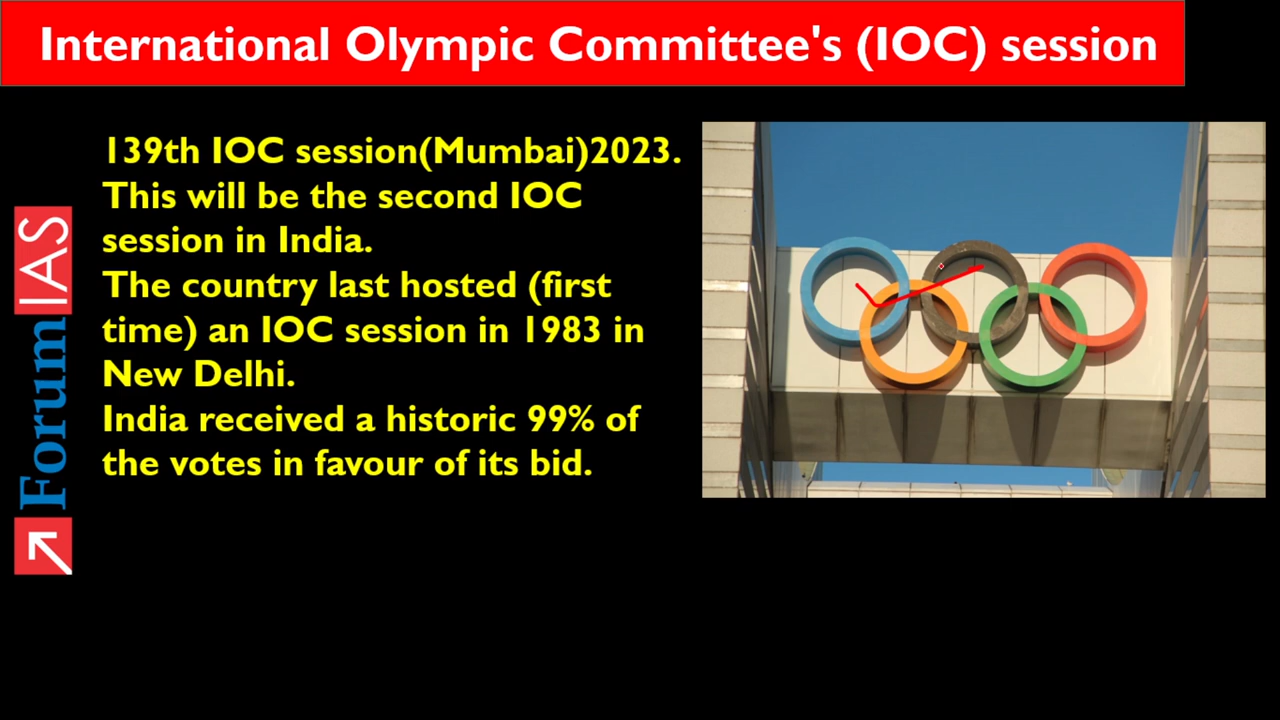 International Olympic Committee's (IOC) session
139th IOC session(Mumbai)2023.
This will be the second IOC
session in India.
The country last hosted (first
time) an IOC session in 1983 in
New Delhi.
India received a historic 99% of
the votes in favour of its bid.
ForumIAS